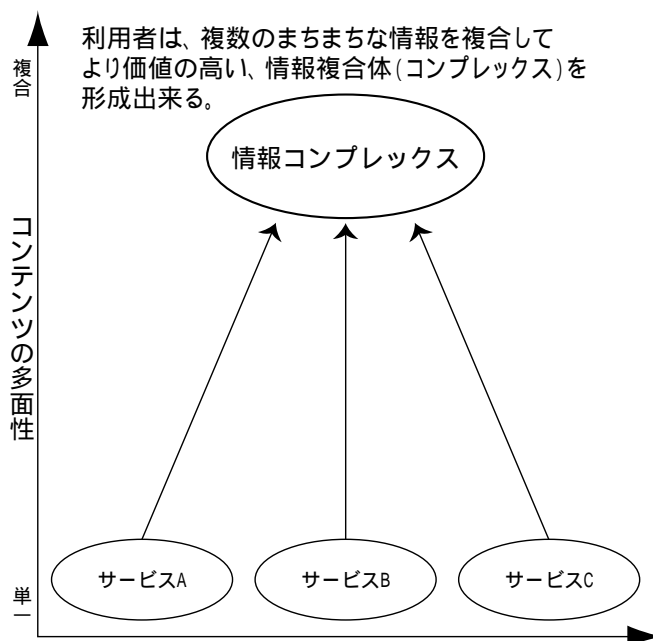 利用者は、複数のまちまちな情報を複合して
より価値の高い、情報複合体(コンプレックス)を
形成出来る。
複合
情報コンプレックス
コンテンツの多面性
サービスA
サービスB
サービスC
単一